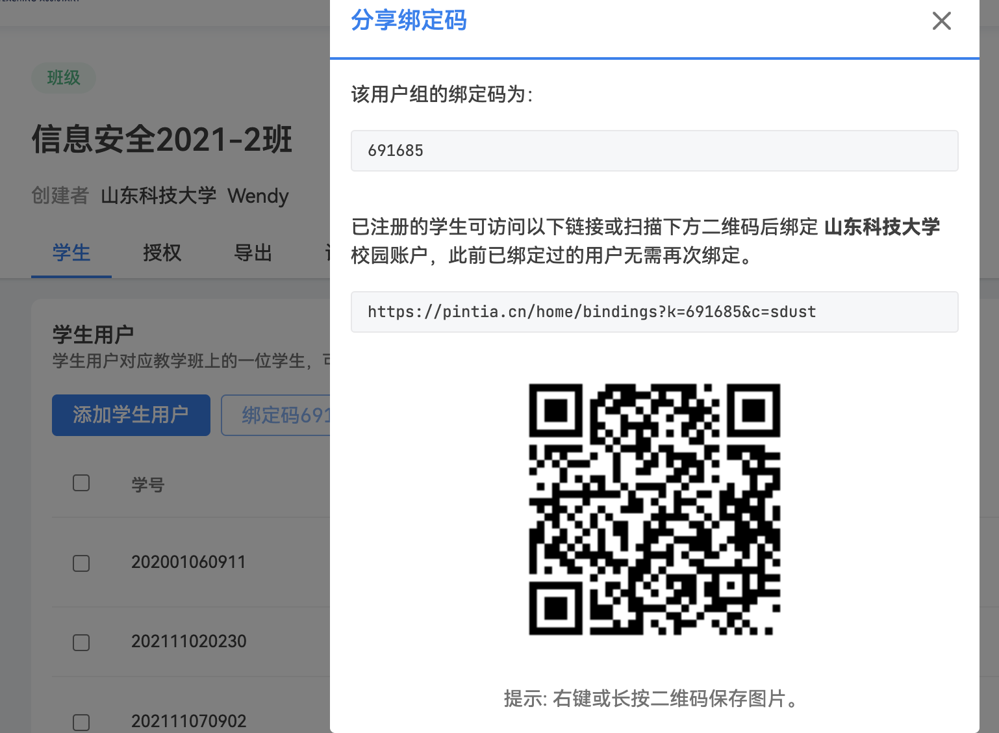 分享绑定码
班级
信息安全2021-2班
创建者 山东科技大学 Wendy
学生 授权 导出
学生用户
学生用户对应教学班上的一位学生，
添加学生用户 绑定码691
学号
202001060911
202111020230
202111070902
该用户组的绑定码为：
691685
已注册的学生可访问以下链接或扫描下方二维码后绑定 山东科技大学
校园账户，此前已绑定过的用户无需再次绑定。
https://pintia.cn/home/bindings?k=691685&c=sdust
提示: 右键或长按二维码保存图片。